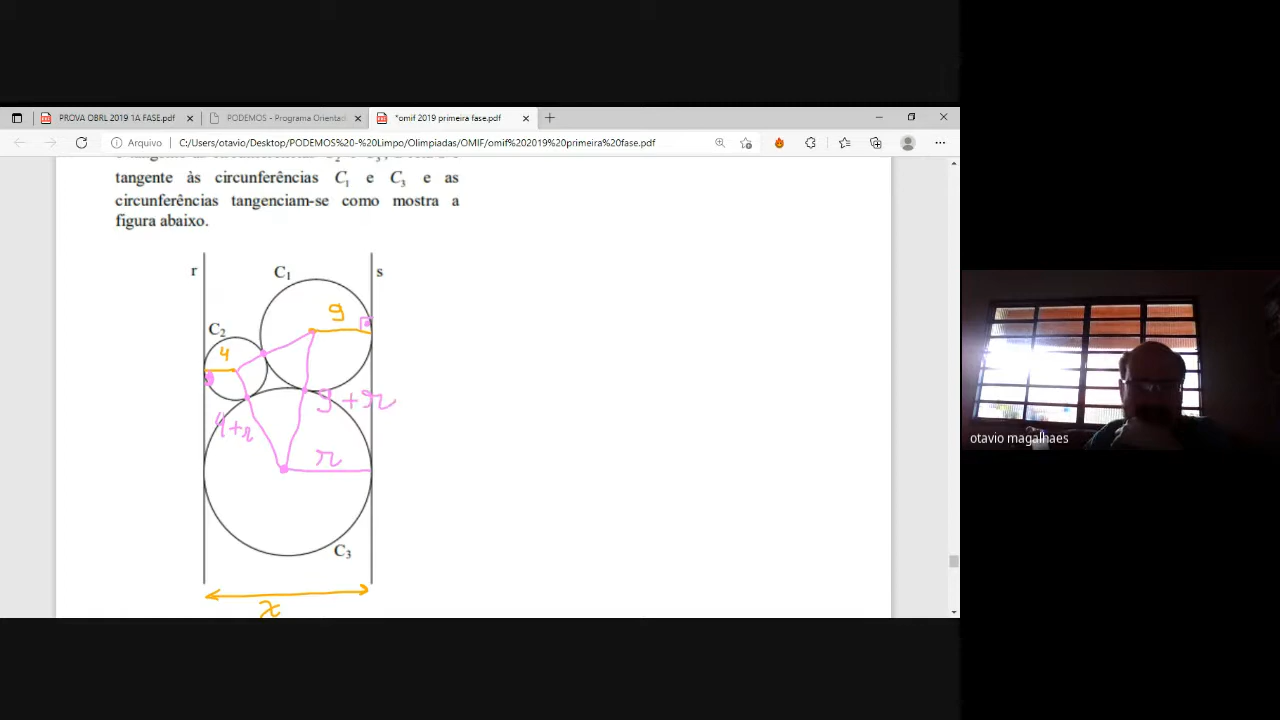 PROVA OBRL 2019 1A FASE.pdf
PODEMOS - Programa Orientad
*omif 2019 primeira fase.pdf
Arquivo
C:/Users/otavio/Desktop/PODEMOS%20-%20Limpo/Olimpiadas/OMIF/omif%202019%20primeira%20fase.pdf
tangente às circunferências C1 e C3 e as
circunferências tangenciam-se como mostra a
figura abaixo.
r
C1
s
9
C2
4
9+r
4+r
r
C3
x
otavio magalhaes